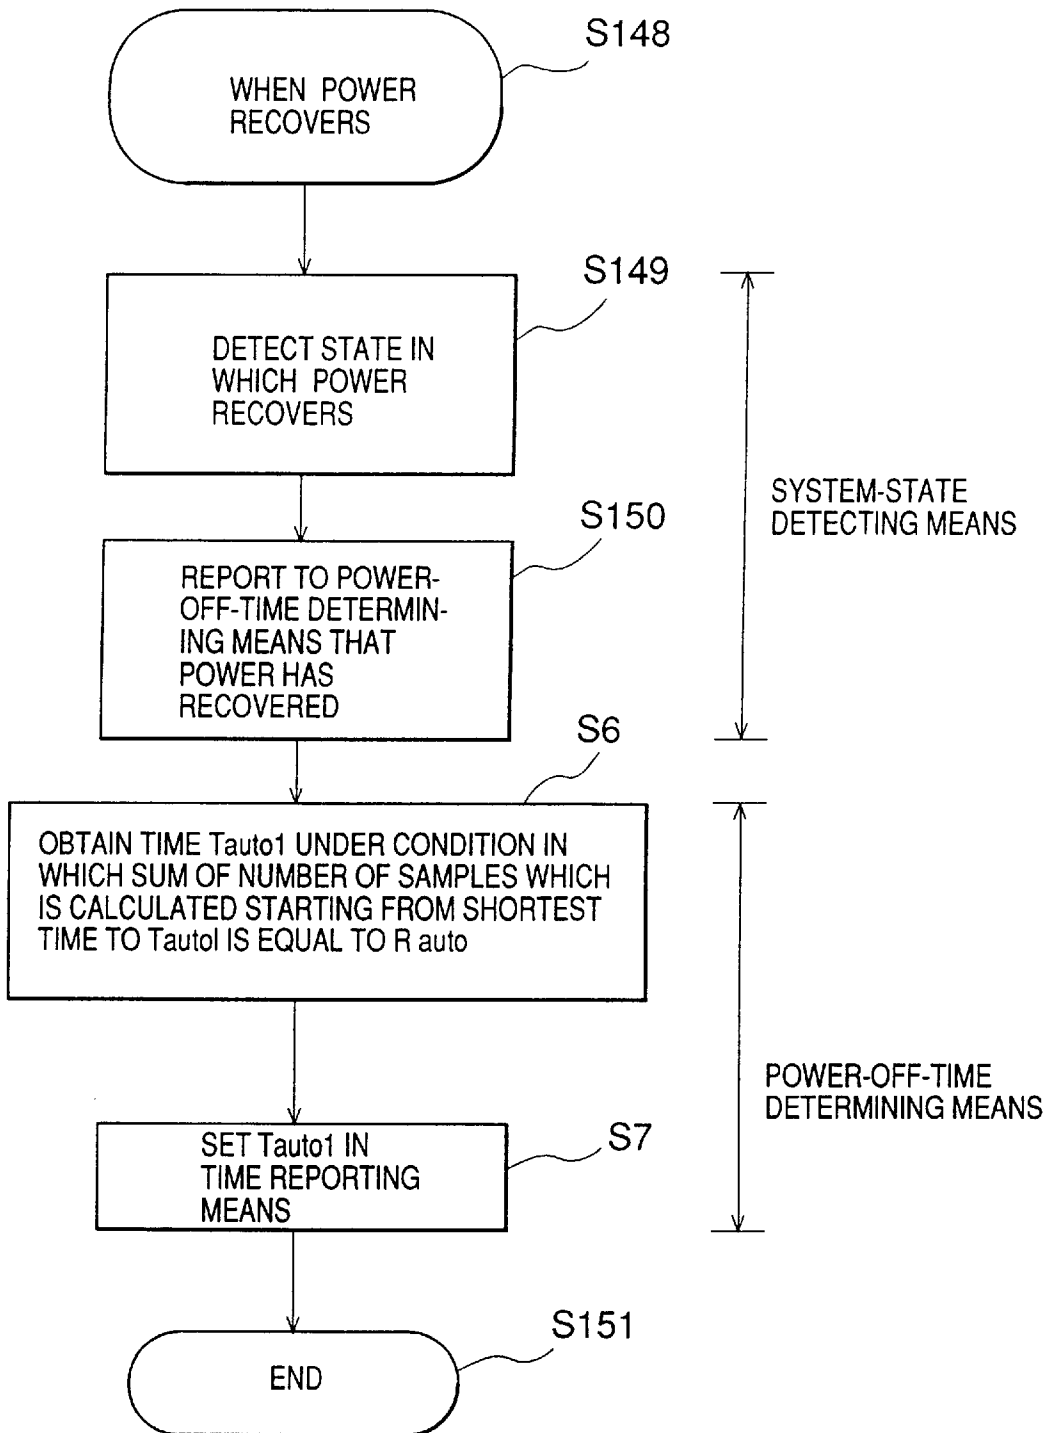 S148
WHEN POWER
RECOVERS
S149
DETECT STATE IN
WHICH POWER
RECOVERS
SYSTEM-STATE
DETECTING MEANS
S150
REPORT TO POWER-
OFF-TIME DETERMIN-
ING MEANS THAT
POWER HAS
RECOVERED
S6
OBTAIN TIME Tauto1 UNDER CONDITION IN
WHICH SUM OF NUMBER OF SAMPLES WHICH
IS CALCULATED STARTING FROM SHORTEST
TIME TO Tautol IS EQUAL TO R auto
POWER-OFF-TIME
DETERMINING MEANS
S7
SET Tauto1 IN
TIME REPORTING
MEANS
S151
END